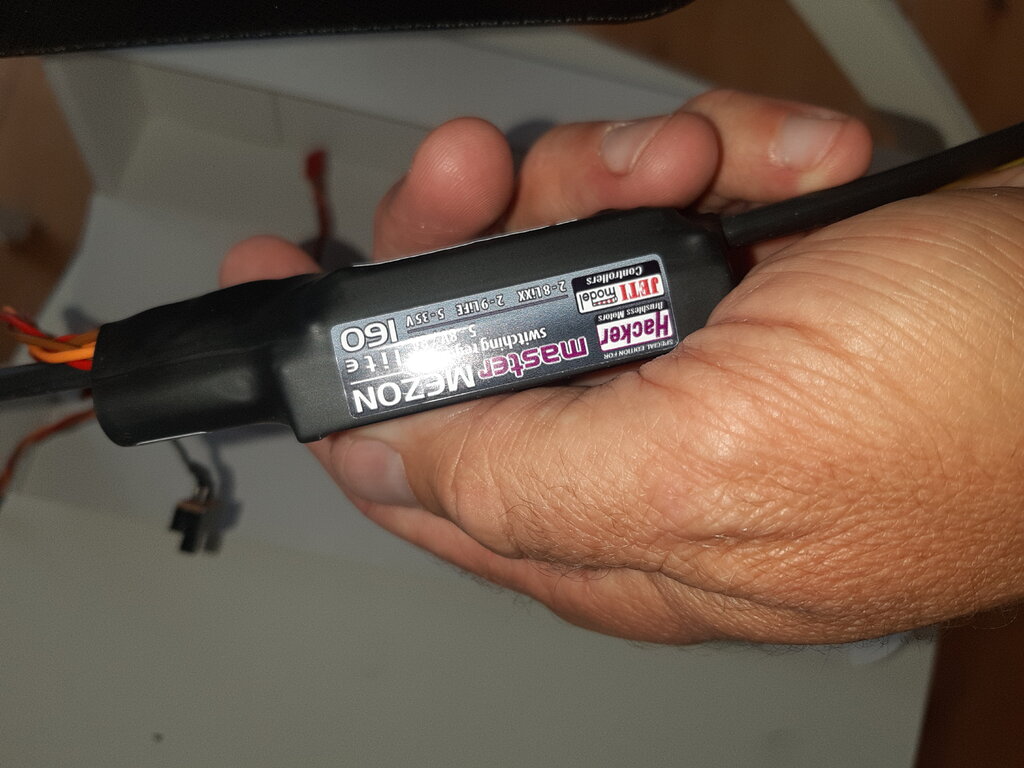 SPECIAL EDITION FOR
Hacker
Brushless Motors
JETI
model
Controllers
master MEZON
switching lite
2 - 8 LiXX 2 - 9 LiFE 5 - 35V
160